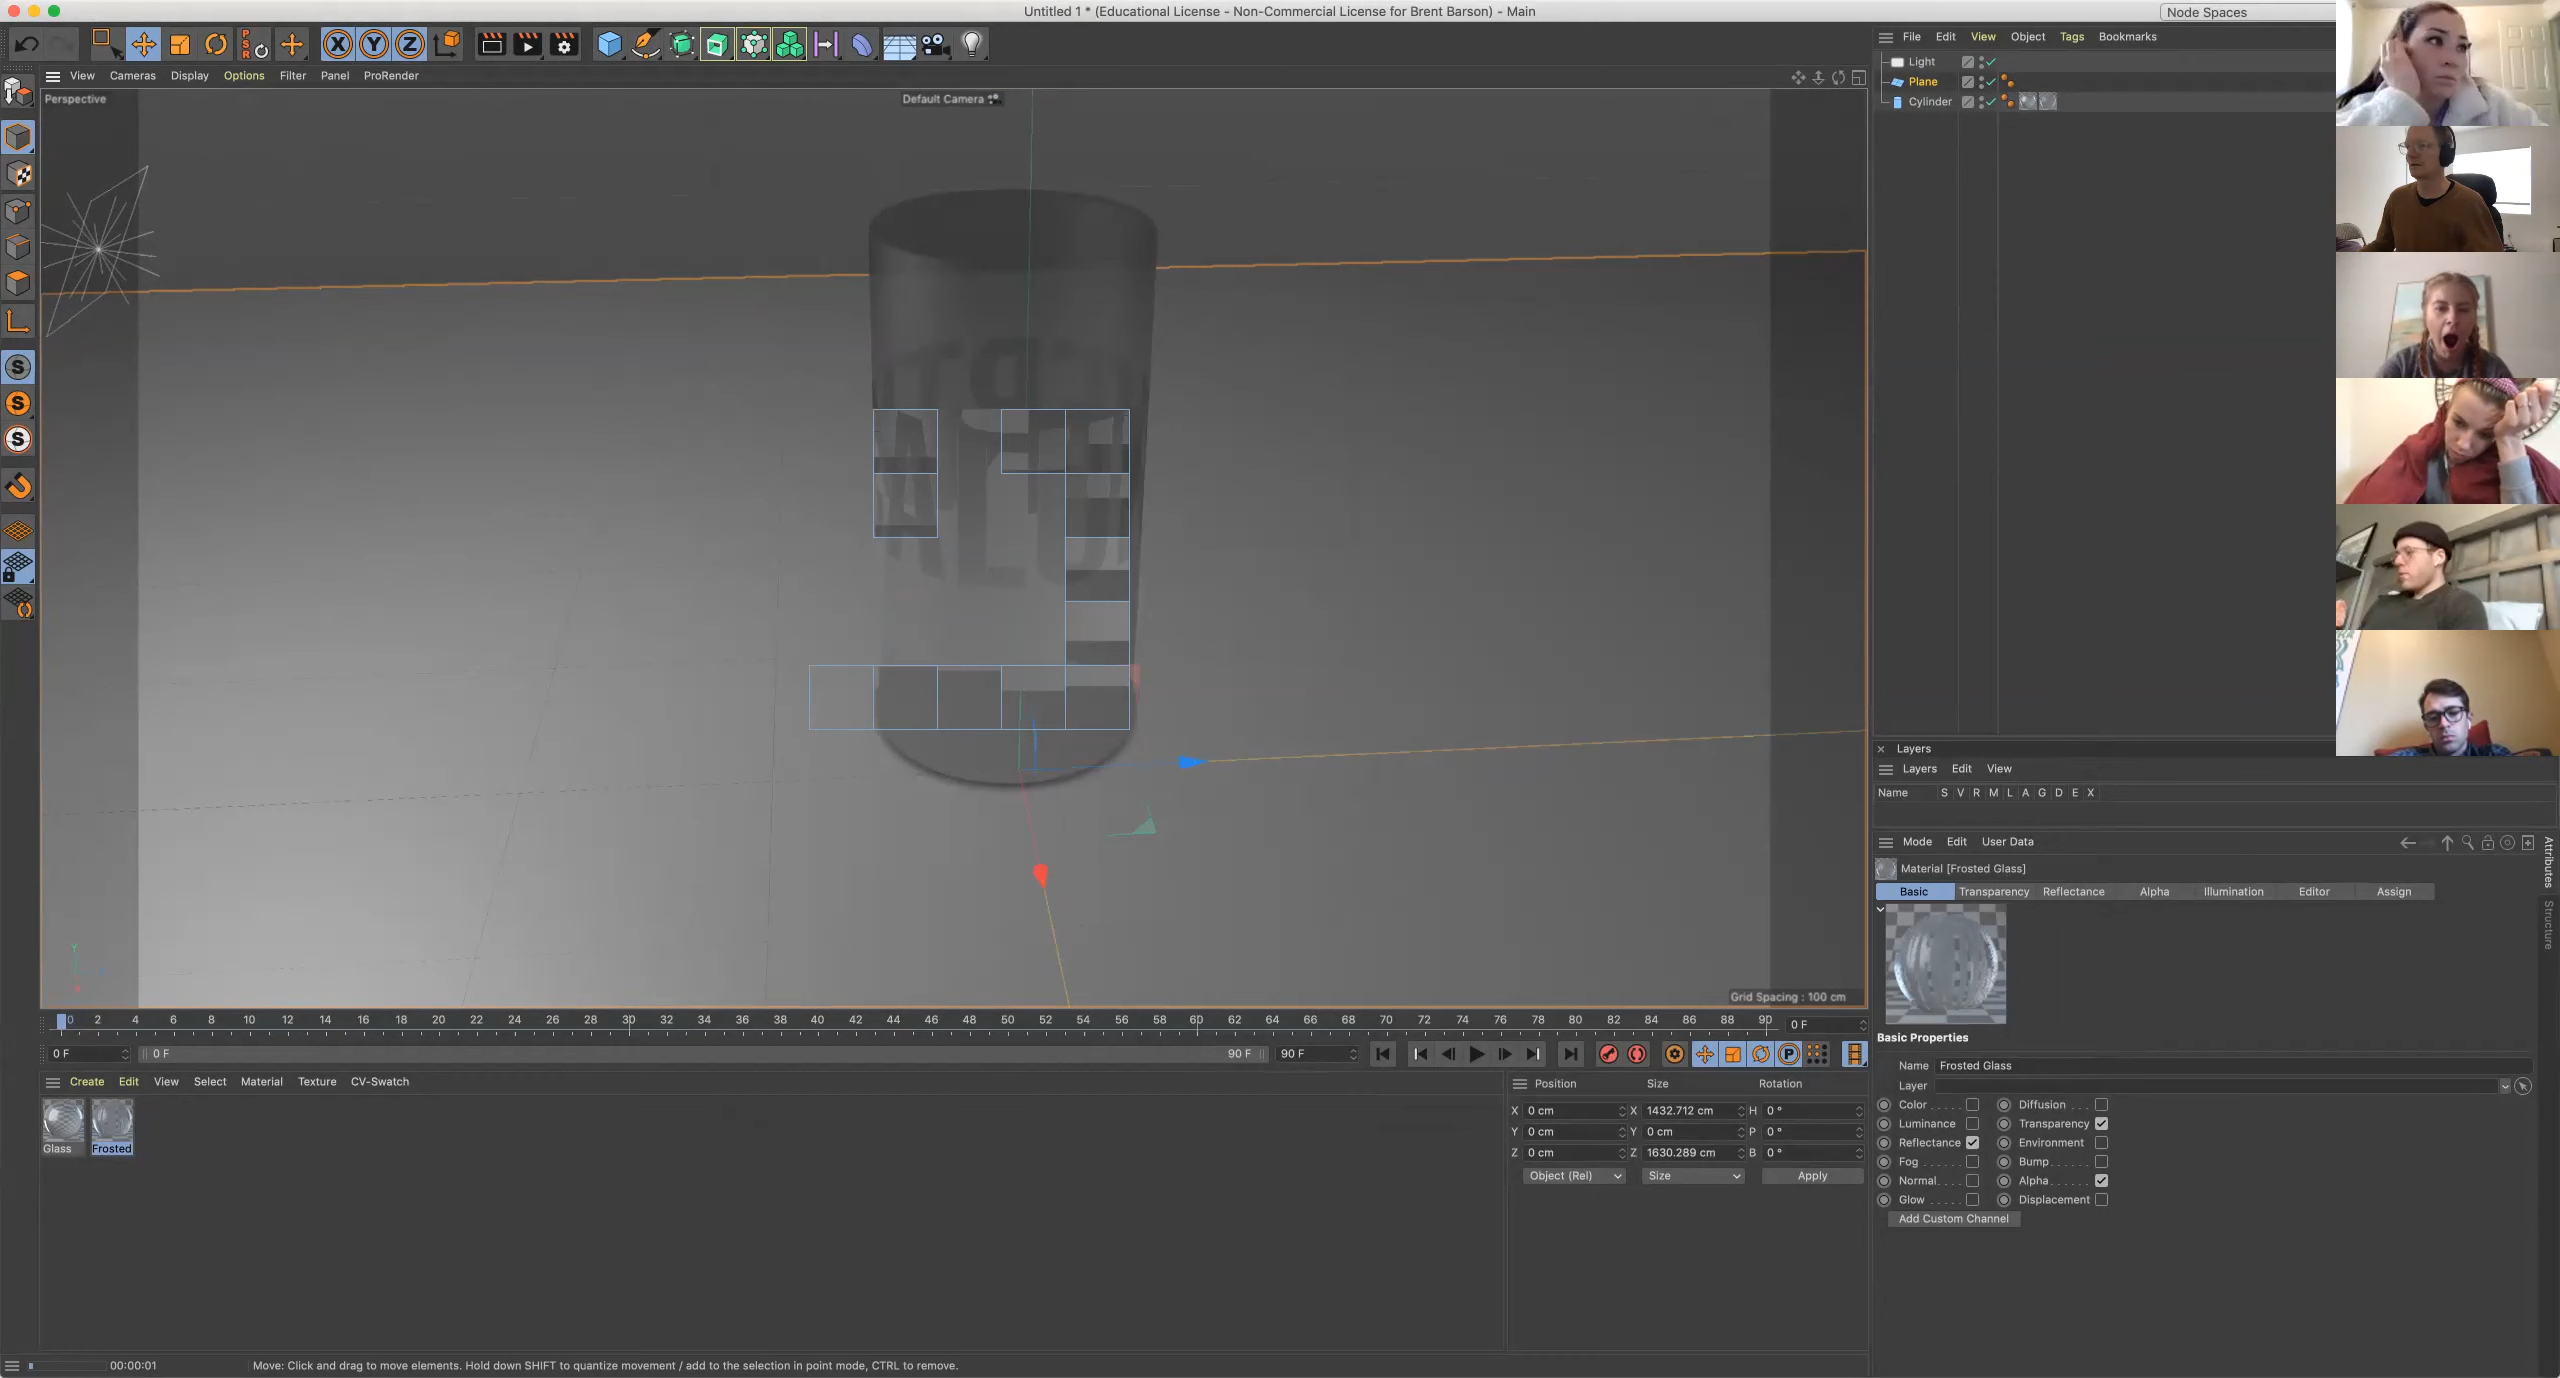 Untitled 1 * (Educational License - Non-Commercial License for Brent Barson) - Main
Node Spaces
File Edit View Object Tags Bookmarks
View Cameras Display Options Filter Panel ProRender
Light
Plane
Cylinder
Perspective
Default Camera
Grid Spacing : 100 cm
Layers
Layers Edit View
Name S V R M L A G D E X
Mode Edit User Data
Attributes
Structure
Material [Frosted Glass]
Basic Transparency Reflectance Alpha Illumination Editor Assign
Basic Properties
Name Frosted Glass
Layer
Color Diffusion
Luminance Transparency
Reflectance Environment
Fog Bump
Normal Alpha
Glow Displacement
Add Custom Channel
0 2 4 6 8 10 12 14 16 18 20 22 24 26 28 30 32 34 36 38 40 42 44 46 48 50 52 54 56 58 60 62 64 66 68 70 72 74 76 78 80 82 84 86 88 90 0 F
0 F 0 F 90 F 90 F
Create Edit View Select Material Texture CV-Swatch
Glass Frosted
Position Size Rotation
X 0 cm X 1432.712 cm H 0 °
Y 0 cm Y 0 cm P 0 °
Z 0 cm Z 1630.289 cm B 0 °
Object (Rel) Size Apply
00:00:01 Move: Click and drag to move elements. Hold down SHIFT to quantize movement / add to the selection in point mode, CTRL to remove.